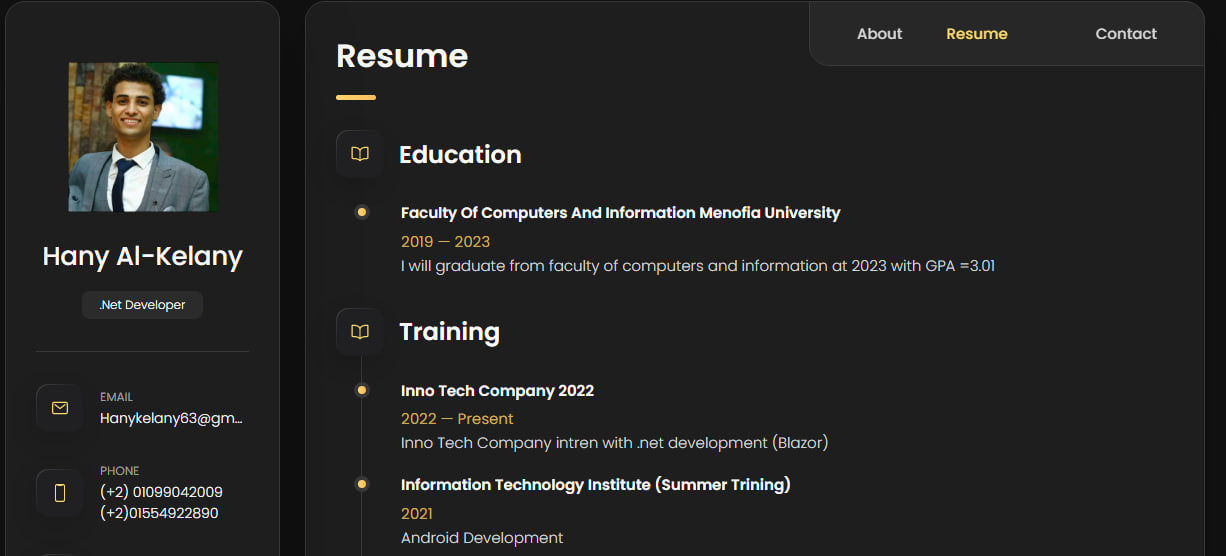 About
Resume
Contact
Resume
Education
Faculty Of Computers And Information Menofia University
2019 — 2023
I will graduate from faculty of computers and information at 2023 with GPA =3.01
Training
Inno Tech Company 2022
2022 — Present
Inno Tech Company intren with .net development (Blazor)
Information Technology Institute (Summer Trining)
2021
Android Development
Hany Al-Kelany
.Net Developer
EMAIL
Hanykelany63@gm...
PHONE
(+2) 01099042009
(+2)01554922890